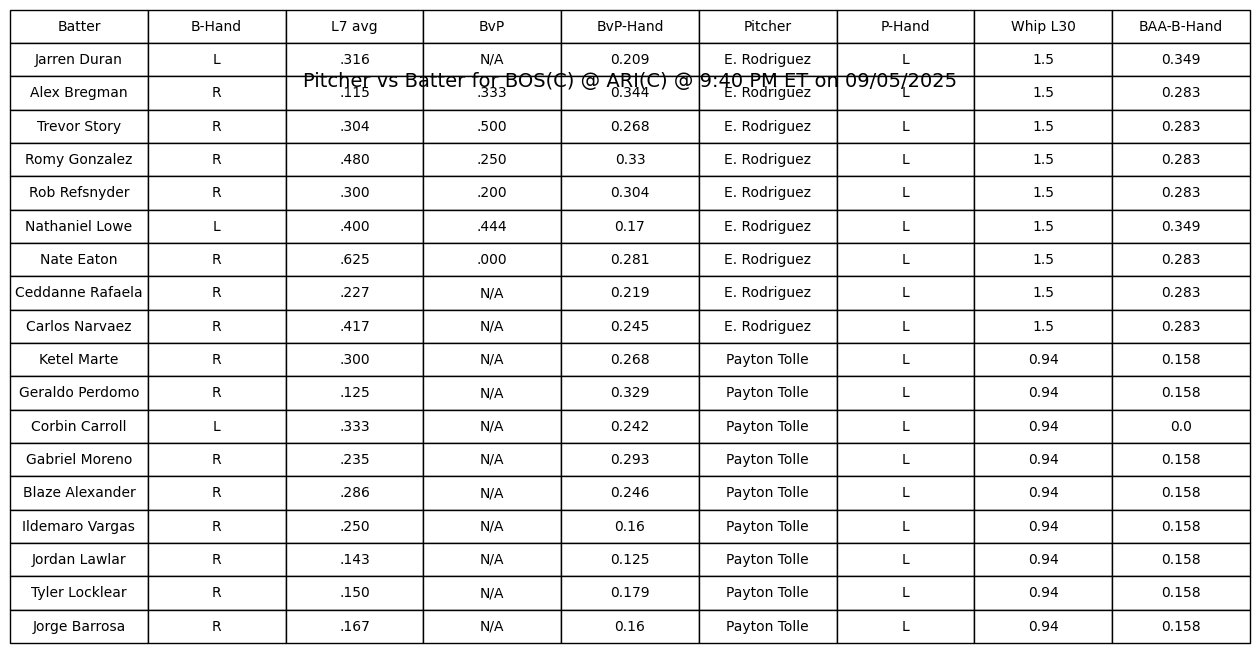 Batter B-Hand L7 avg BvP BvP-Hand Pitcher P-Hand Whip L30 BAA-B-Hand
Jarren Duran L .316 N/A 0.209 E. Rodriguez L 1.5 0.349
Pitcher vs Batter for BOS(C) @ ARI(C) @ 9:40 PM ET on 09/05/2025
Alex Bregman R .115 .333 0.344 E. Rodriguez L 1.5 0.283
Trevor Story R .304 .500 0.268 E. Rodriguez L 1.5 0.283
Romy Gonzalez R .480 .250 0.33 E. Rodriguez L 1.5 0.283
Rob Refsnyder R .300 .200 0.304 E. Rodriguez L 1.5 0.283
Nathaniel Lowe L .400 .444 0.17 E. Rodriguez L 1.5 0.349
Nate Eaton R .625 .000 0.281 E. Rodriguez L 1.5 0.283
Ceddanne Rafaela R .227 N/A 0.219 E. Rodriguez L 1.5 0.283
Carlos Narvaez R .417 N/A 0.245 E. Rodriguez L 1.5 0.283
Ketel Marte R .300 N/A 0.268 Payton Tolle L 0.94 0.158
Geraldo Perdomo R .125 N/A 0.329 Payton Tolle L 0.94 0.158
Corbin Carroll L .333 N/A 0.242 Payton Tolle L 0.94 0.0
Gabriel Moreno R .235 N/A 0.293 Payton Tolle L 0.94 0.158
Blaze Alexander R .286 N/A 0.246 Payton Tolle L 0.94 0.158
Ildemaro Vargas R .250 N/A 0.16 Payton Tolle L 0.94 0.158
Jordan Lawlar R .143 N/A 0.125 Payton Tolle L 0.94 0.158
Tyler Locklear R .150 N/A 0.179 Payton Tolle L 0.94 0.158
Jorge Barrosa R .167 N/A 0.16 Payton Tolle L 0.94 0.158